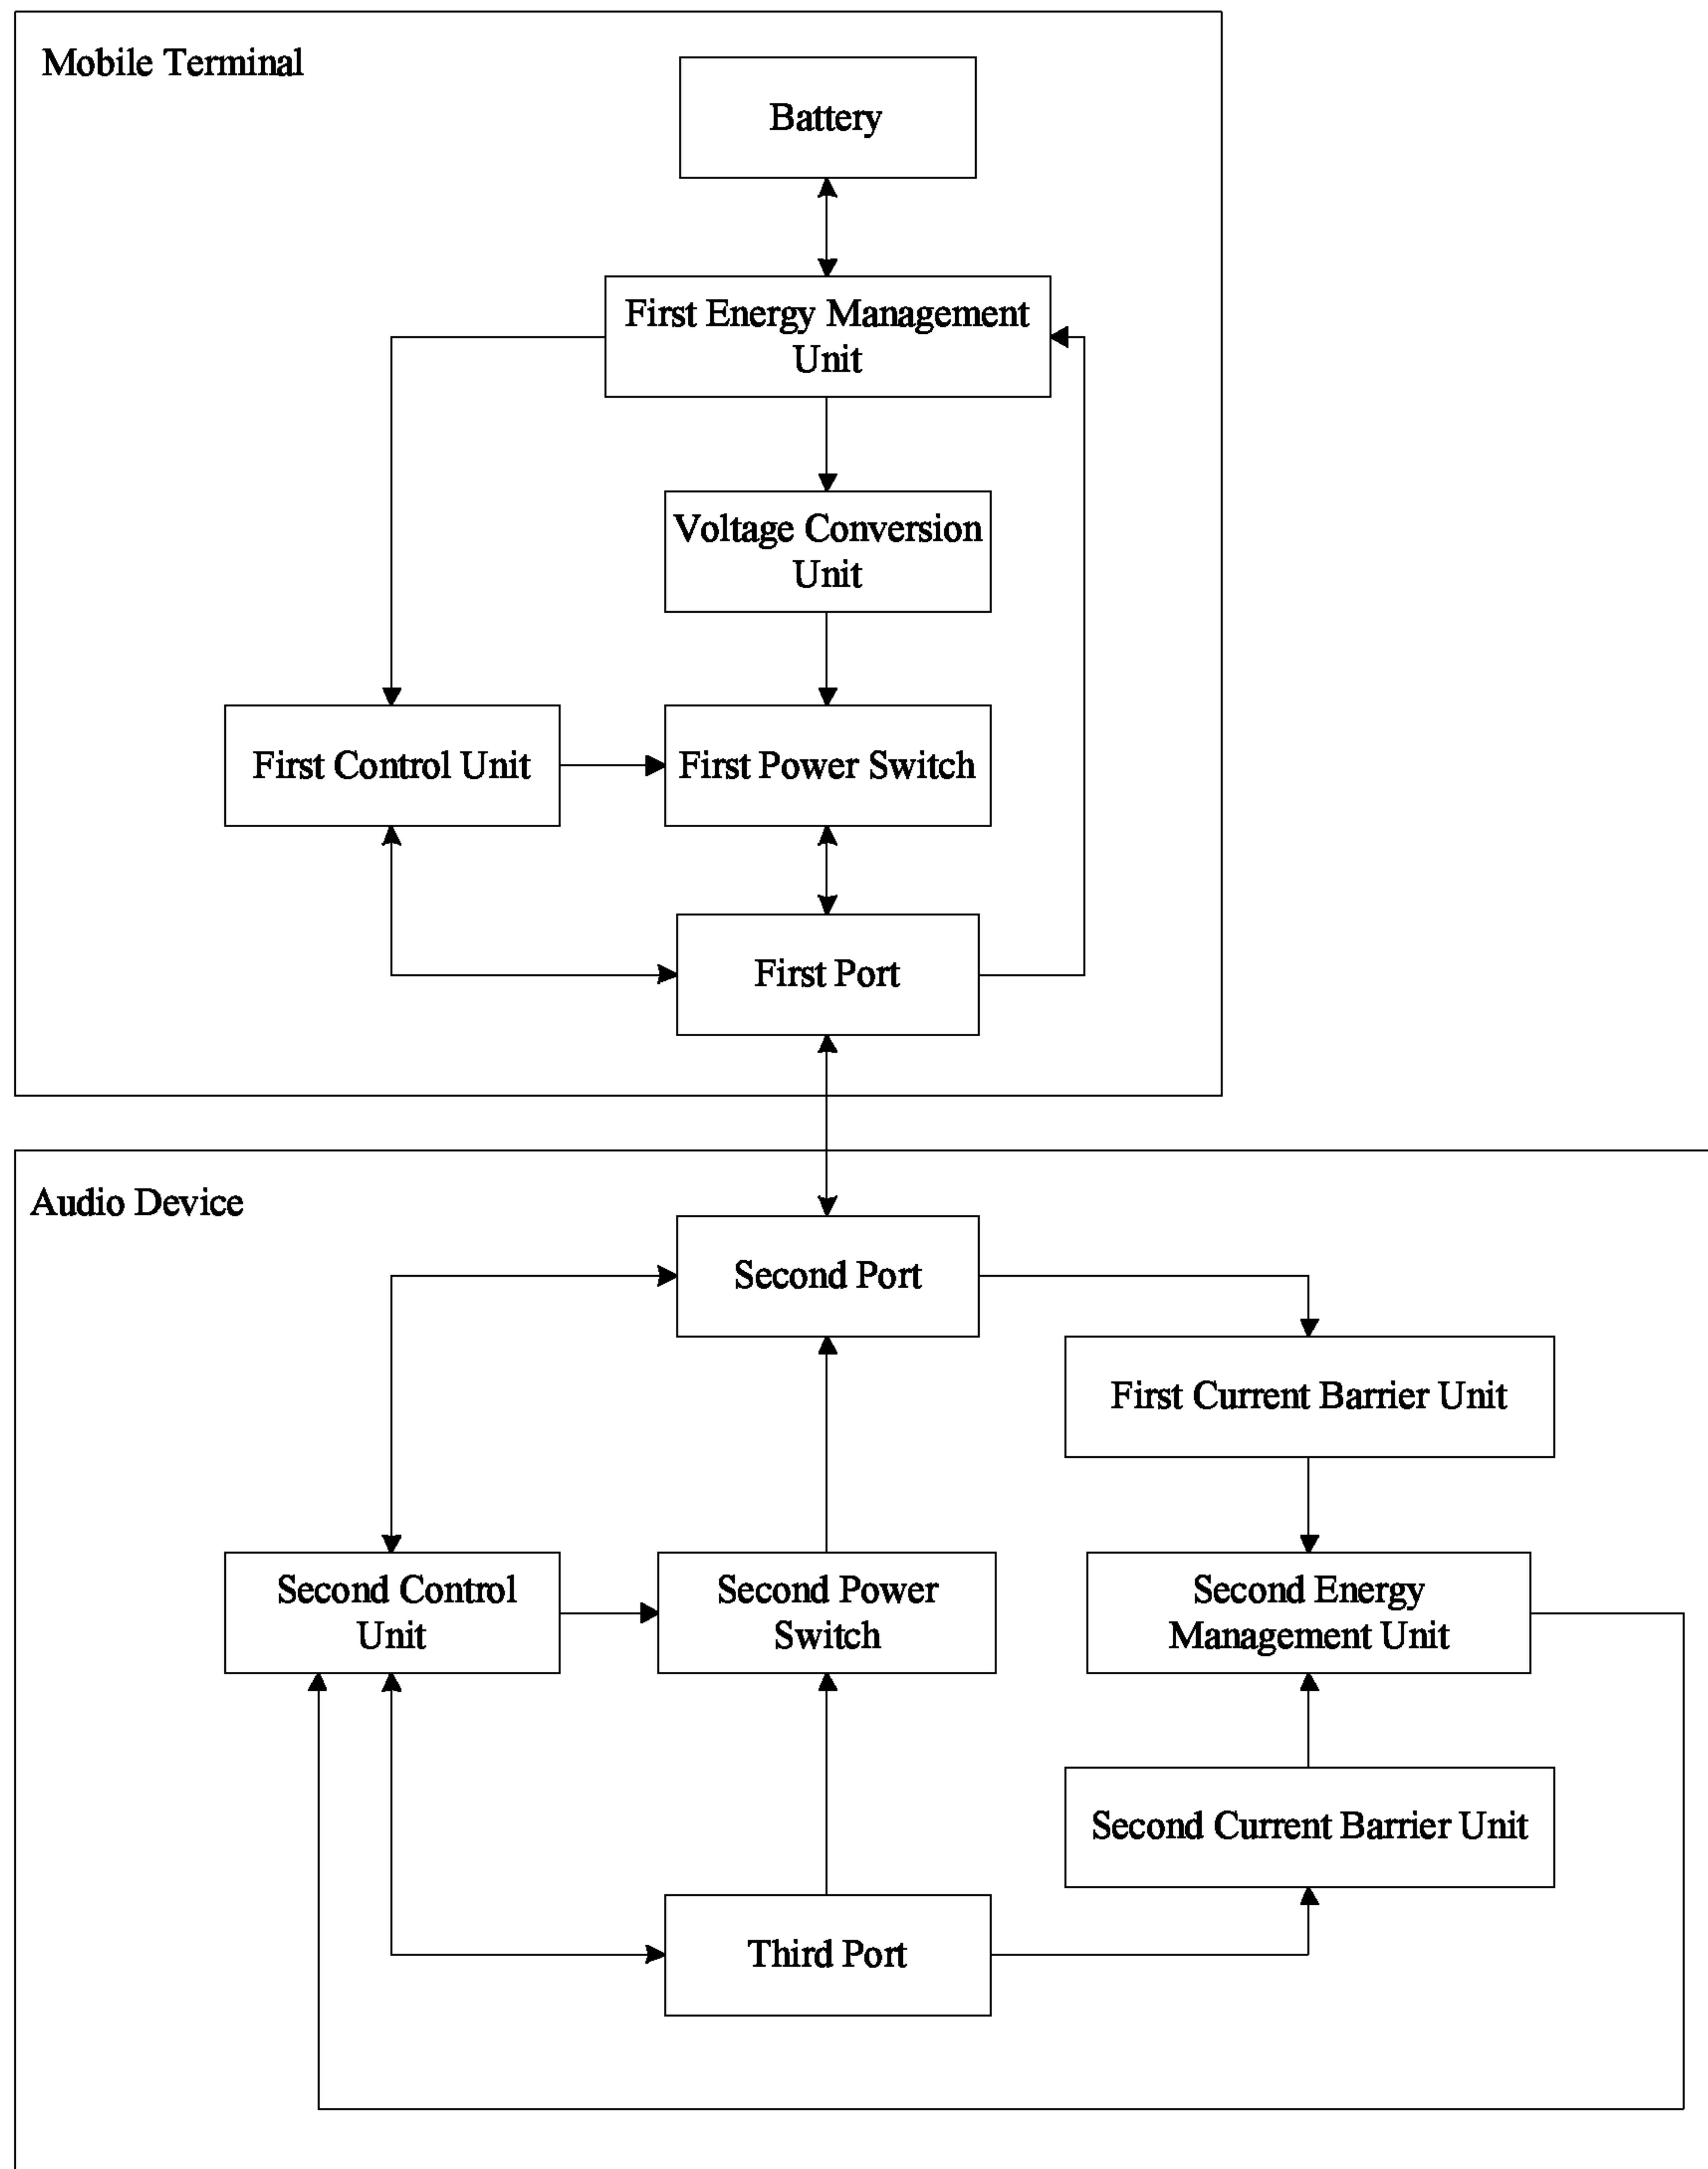 Mobile Terminal
Battery
First Energy Management
Unit
Voltage Conversion
Unit
First Control Unit
First Power Switch
First Port
Audio Device
Second Port
First Current Barrier Unit
Second Control
Unit
Second Power
Switch
Second Energy
Management Unit
Second Current Barrier Unit
Third Port